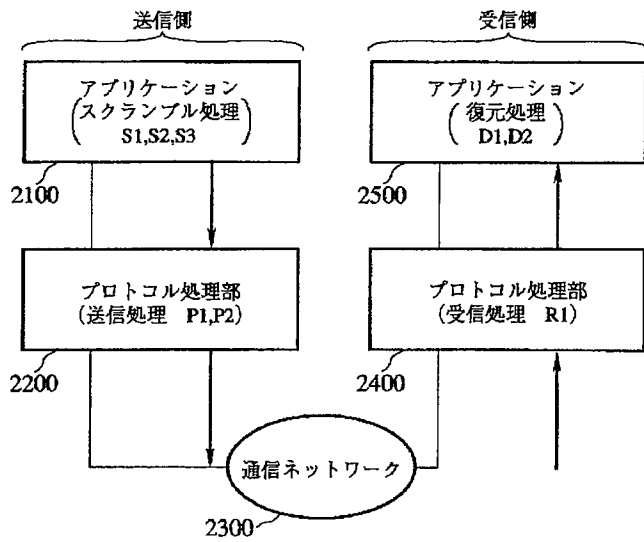 送信側
アプリケーション
(スクランブル処理
S1,S2,S3)
2100
プロトコル処理部
(送信処理 P1,P2)
2200
受信側
アプリケーション
(復元処理
D1,D2)
2500
プロトコル処理部
(受信処理 R1)
2400
通信ネットワーク
2300